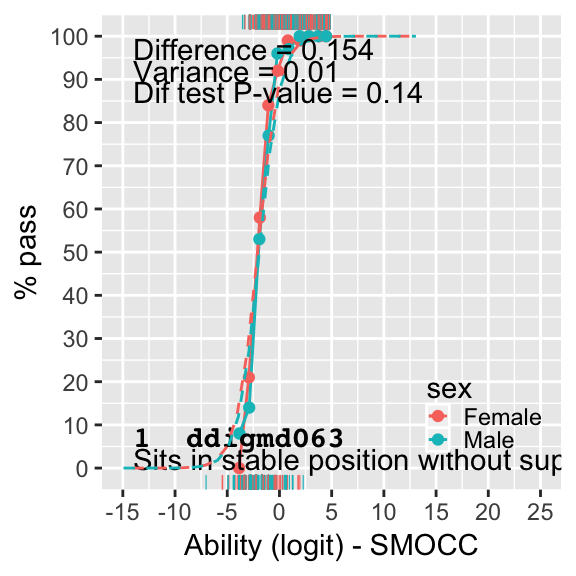 Difference = 0.154
Variance = 0.01
Dif test P-value = 0.14
% pass
100
90
80
70
60
50
40
30
20
10
0
sex
Female
Male
1 ddigmd063
Sits in stable position without sup
-15 -10 -5 0 5 10 15 20 25
Ability (logit) - SMOCC